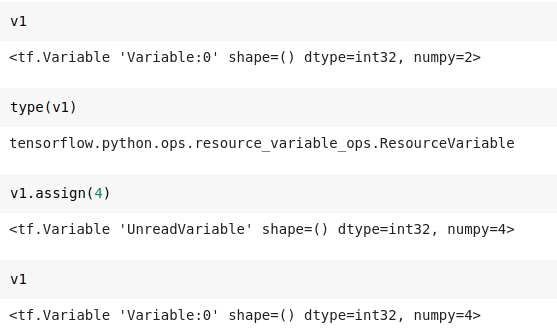 v1
<tf.Variable 'Variable:0' shape=() dtype=int32, numpy=2>
type(v1)
tensorflow.python.ops.resource_variable_ops.ResourceVariable
v1.assign(4)
<tf.Variable 'UnreadVariable' shape=() dtype=int32, numpy=4>
v1
<tf.Variable 'Variable:0' shape=() dtype=int32, numpy=4>